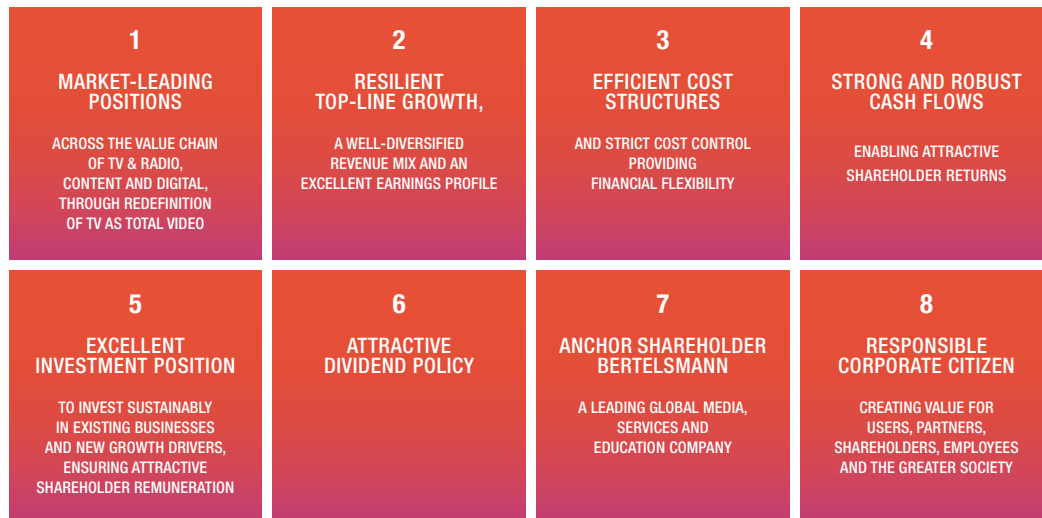 1
MARKET-LEADING
POSITIONS
ACROSS THE VALUE CHAIN
OF TV & RADIO,
CONTENT AND DIGITAL,
THROUGH REDEFINITION
OF TV AS TOTAL VIDEO
2
RESILIENT
TOP-LINE GROWTH,
A WELL-DIVERSIFIED
REVENUE MIX AND AN
EXCELLENT EARNINGS PROFILE
3
EFFICIENT COST
STRUCTURES
AND STRICT COST CONTROL
PROVIDING
FINANCIAL FLEXIBILITY
4
STRONG AND ROBUST
CASH FLOWS
ENABLING ATTRACTIVE
SHAREHOLDER RETURNS
5
EXCELLENT
INVESTMENT POSITION
TO INVEST SUSTAINABLY
IN EXISTING BUSINESSES
AND NEW GROWTH DRIVERS,
ENSURING ATTRACTIVE
SHAREHOLDER REMUNERATION
6
ATTRACTIVE
DIVIDEND POLICY
7
ANCHOR SHAREHOLDER
BERTELSMANN
A LEADING GLOBAL MEDIA,
SERVICES AND
EDUCATION COMPANY
8
RESPONSIBLE
CORPORATE CITIZEN
CREATING VALUE FOR
USERS, PARTNERS,
SHAREHOLDERS, EMPLOYEES
AND THE GREATER SOCIETY